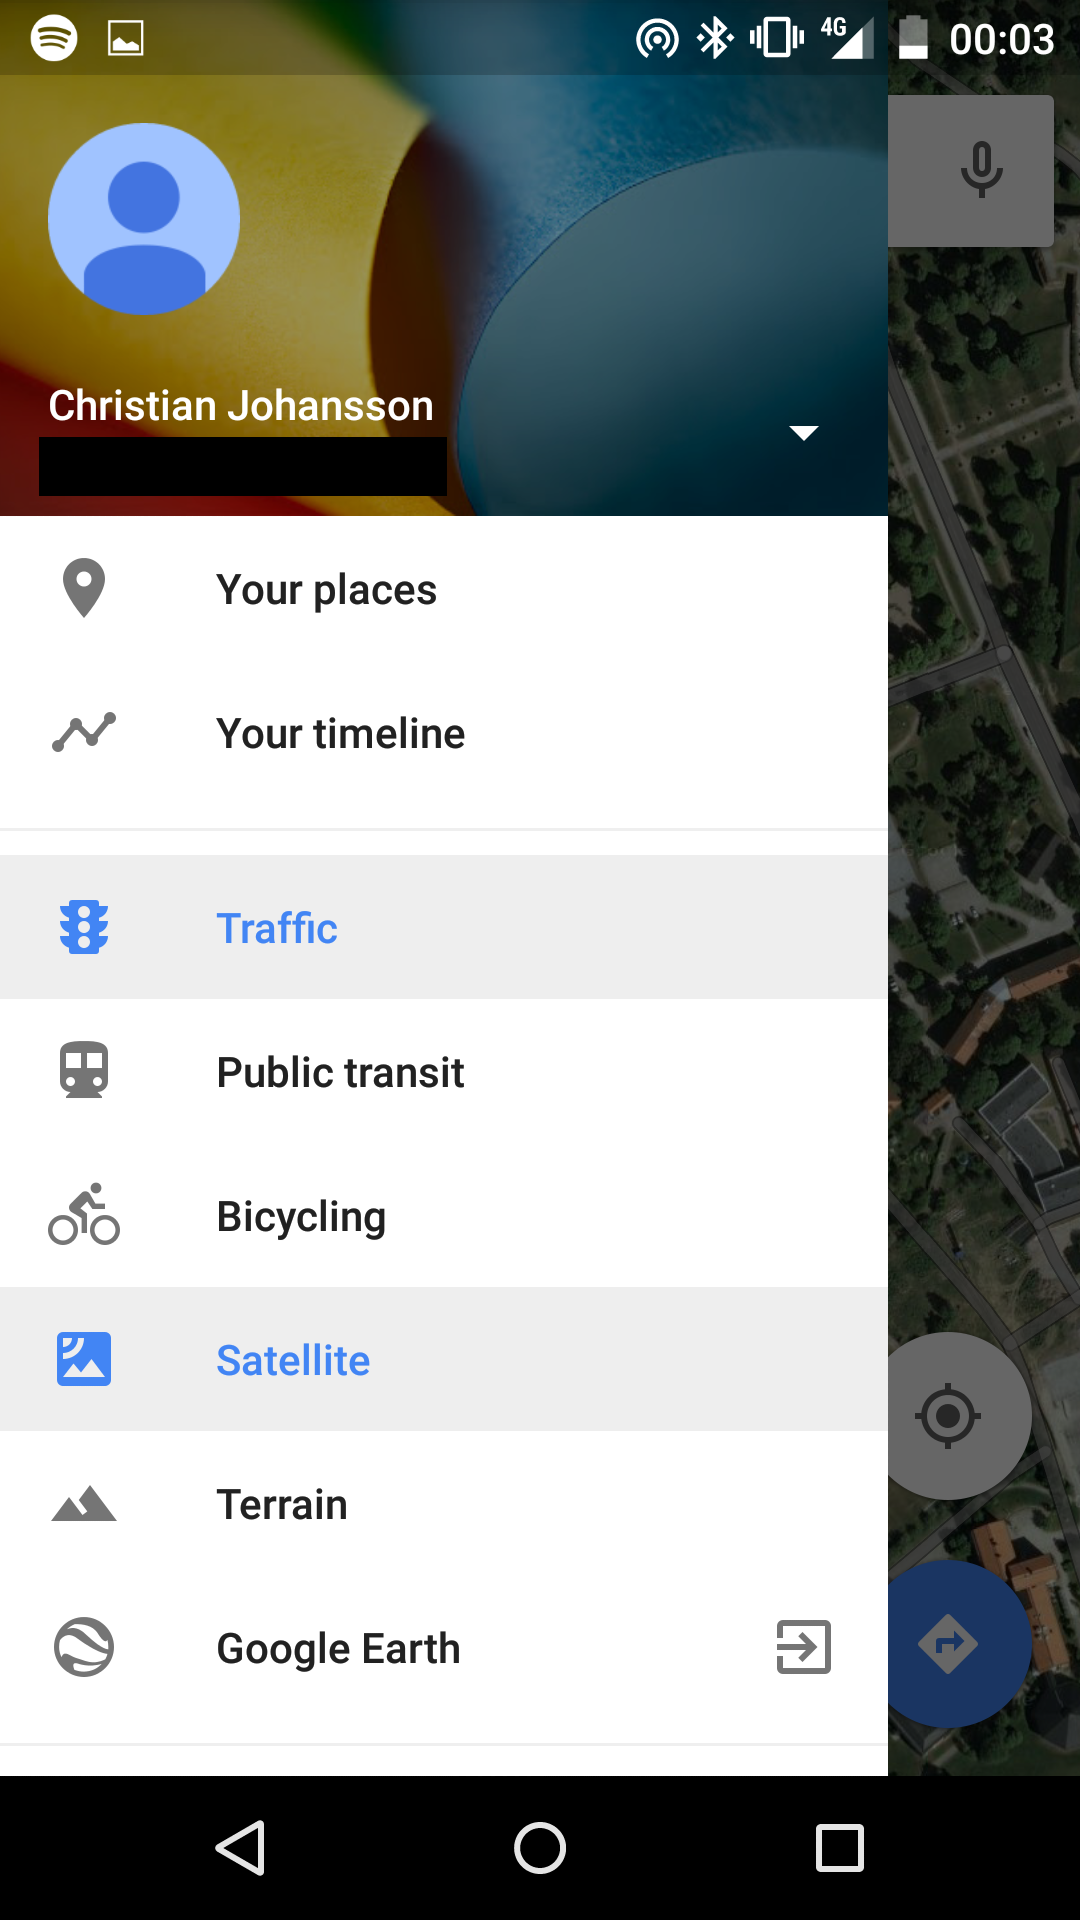 4G 00:03
Christian Johansson
Your places
Your timeline
Traffic
Public transit
Bicycling
Satellite
Terrain
Google Earth